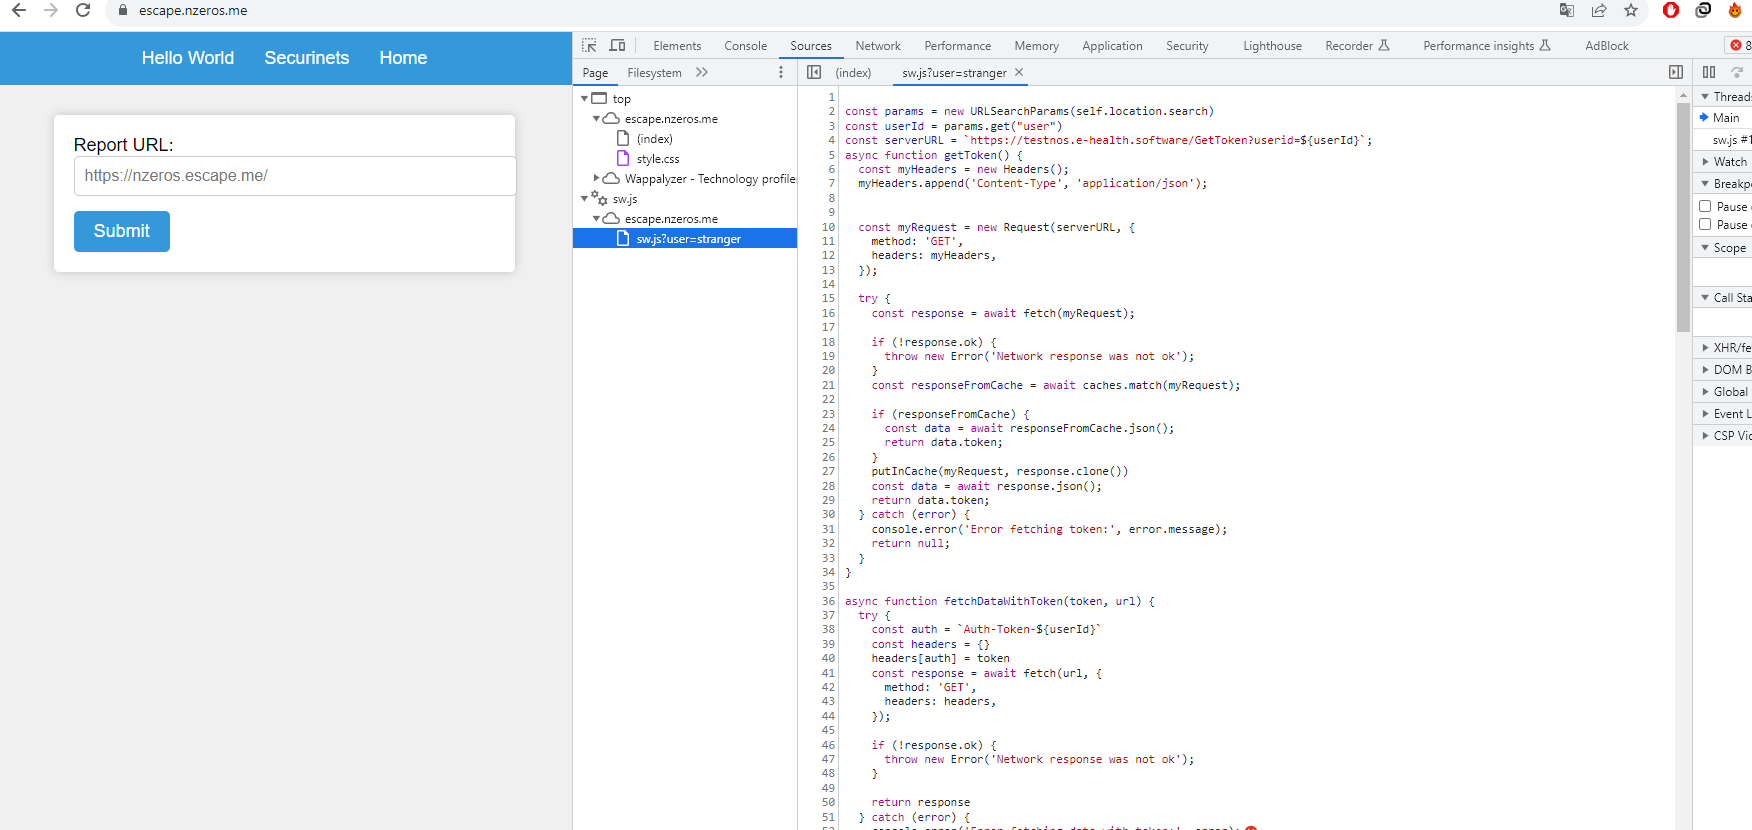 escape.nzeros.me
Hello World Securinets Home
Report URL:
https://nzeros.escape.me/
Submit
Elements Console Sources Network Performance Memory Application Security Lighthouse Recorder Performance insights AdBlock 8
Page Filesystem
(index) sw.js?user=stranger
top
escape.nzeros.me
(index)
style.css
Wappalyzer - Technology profile
sw.js
escape.nzeros.me
sw.js?user=stranger
1
2 const params = new URLSearchParams(self.location.search)
3 const userId = params.get("user")
4 const serverURL = `https://testnos.e-health.software/GetToken?userid=${userId}`;
5 async function getToken() {
6 const myHeaders = new Headers();
7 myHeaders.append('Content-Type', 'application/json');
8
9
10 const myRequest = new Request(serverURL, {
11 method: 'GET',
12 headers: myHeaders,
13 });
14
15 try {
16 const response = await fetch(myRequest);
17
18 if (!response.ok) {
19 throw new Error('Network response was not ok');
20 }
21 const responseFromCache = await caches.match(myRequest);
22
23 if (responseFromCache) {
24 const data = await responseFromCache.json();
25 return data.token;
26 }
27 putInCache(myRequest, response.clone())
28 const data = await response.json();
29 return data.token;
30 } catch (error) {
31 console.error('Error fetching token:', error.message);
32 return null;
33 }
34 }
35
36 async function fetchDataWithToken(token, url) {
37 try {
38 const auth = `Auth-Token-${userId}`
39 const headers = {}
40 headers[auth] = token
41 const response = await fetch(url, {
42 method: 'GET',
43 headers: headers,
44 });
45
46 if (!response.ok) {
47 throw new Error('Network response was not ok');
48 }
49
50 return response
51 } catch (error) {
Threads
Main
sw.js #1
Watch
Breakp
Pause
Pause
Scope
Call Sta
XHR/fe
DOM B
Global
Event L
CSP Vio